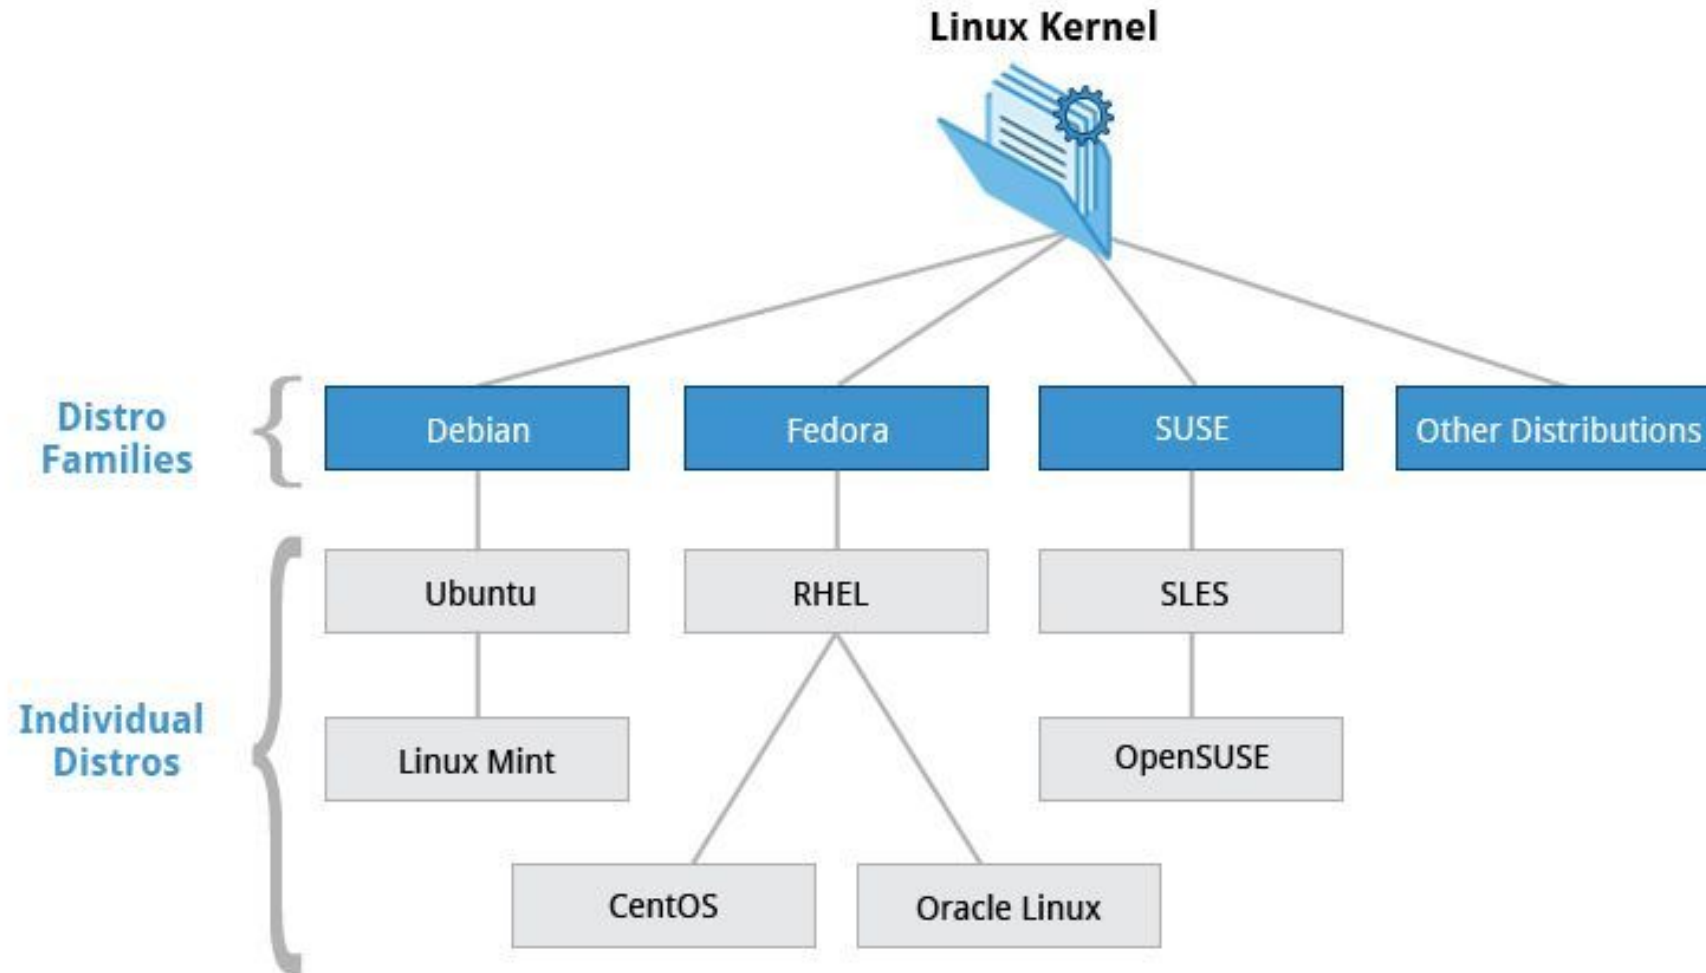 Linux Kernel
Distro
Families
Debian
Fedora
SUSE
Other Distributions
Individual
Distros
Ubuntu
RHEL
SLES
Linux Mint
OpenSUSE
CentOS
Oracle Linux